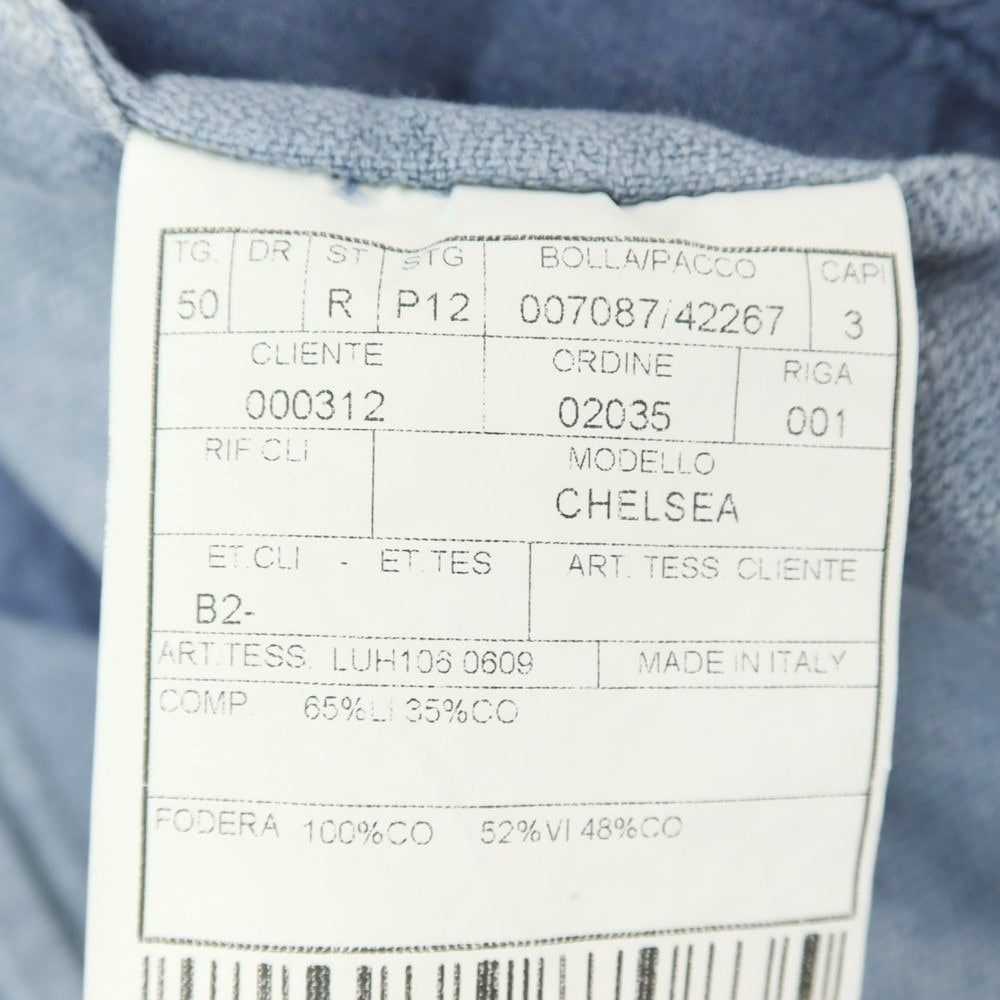 TG. DR ST STG BOLLA/PACCO CAPI
50 R P12 007087/42267 3
CLIENTE ORDINE RIGA
000312 02035 001
RIF.CLI MODELLO
CHELSEA
ET.CLI - ET.TES ART. TESS. CLIENTE
B2-
ART.TESS. LUH106 0609 MADE IN ITALY
COMP. 65%LI 35%CO
FODERA 100%CO 52%VI 48%CO